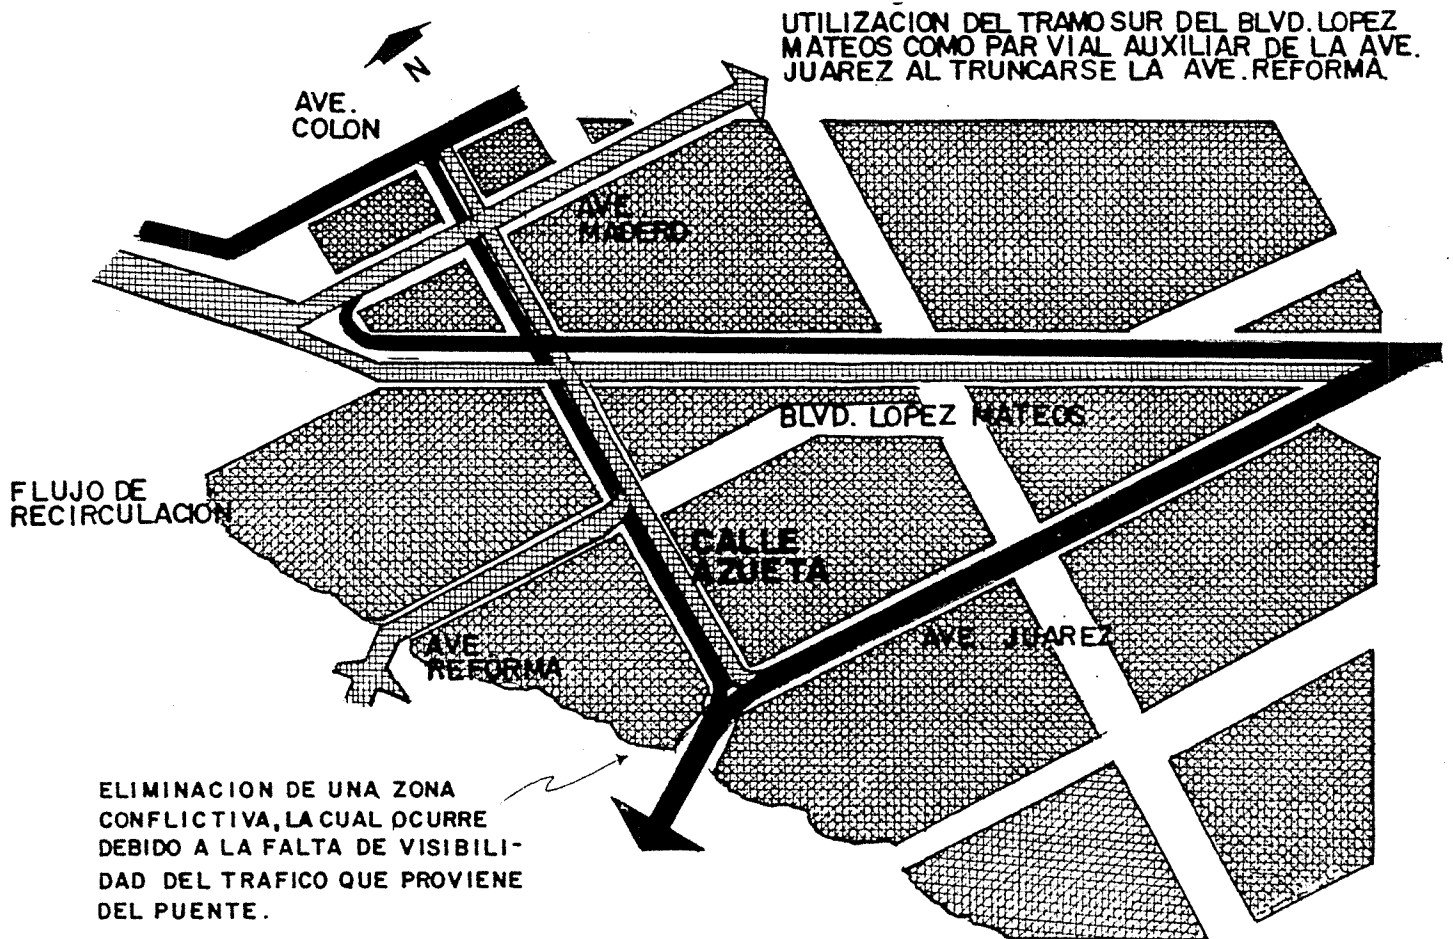 UTILIZACION DEL TRAMO SUR DEL BLVD. LOPEZ
MATEOS COMO PAR VIAL AUXILIAR DE LA AVE.
JUAREZ AL TRUNCARSE LA AVE. REFORMA
N
AVE.
COLON
AVE.
MADERO
BLVD. LOPEZ MATEOS
FLUJO DE
RECIRCULACION
CALLE
AZUETA
AVE. JUAREZ
AVE.
REFORMA
ELIMINACION DE UNA ZONA
CONFLICTIVA, LA CUAL OCURRE
DEBIDO A LA FALTA DE VISIBILI-
DAD DEL TRAFICO QUE PROVIENE
DEL PUENTE.